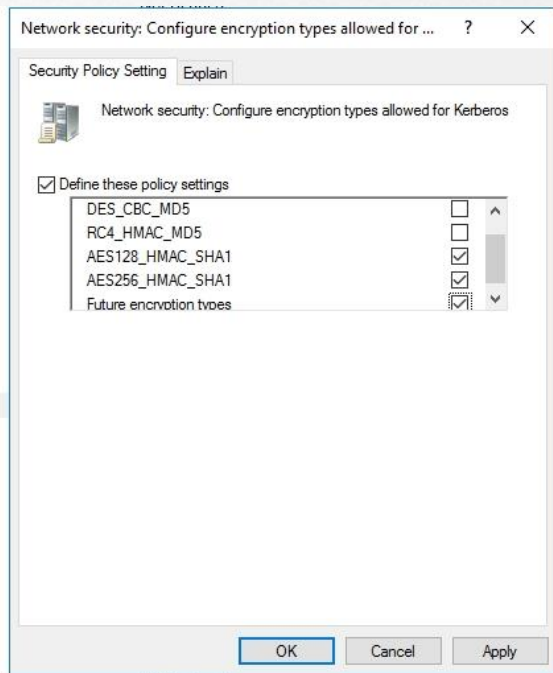 Network security: Configure encryption types allowed for ... ? ×
Security Policy Setting Explain
Network security: Configure encryption types allowed for Kerberos
Define these policy settings
DES_CBC_MD5
RC4_HMAC_MD5
AES128_HMAC_SHA1
AES256_HMAC_SHA1
Future encryption types
OK Cancel Apply